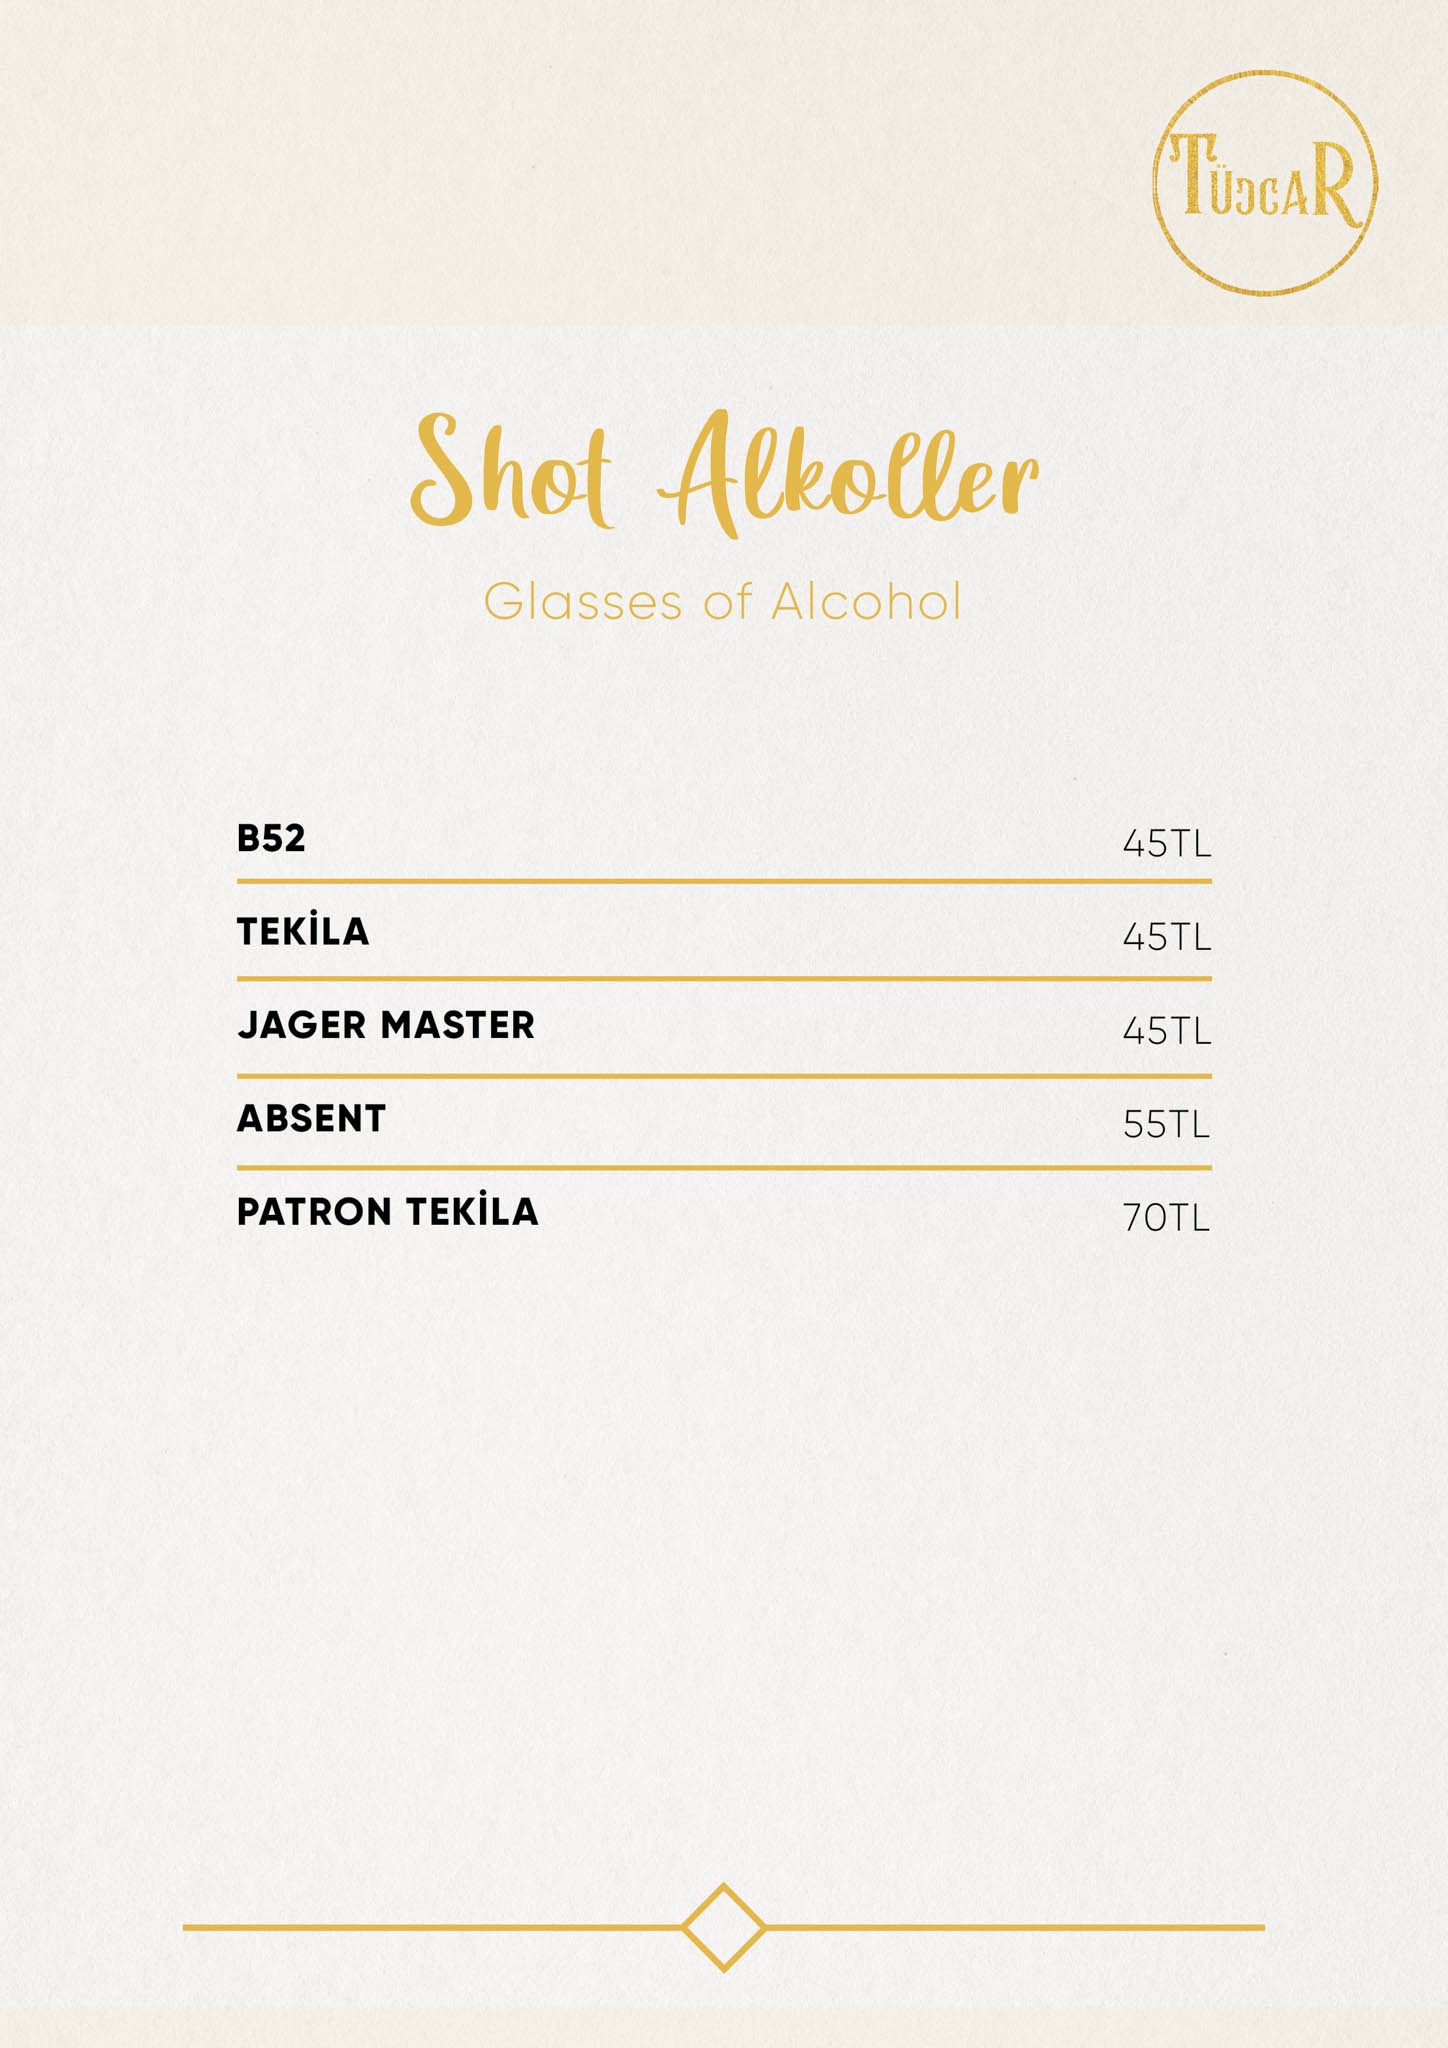 TÜCCAR
Shot Alkoller
Glasses of Alcohol
B52 45TL
TEKİLA 45TL
JAGER MASTER 45TL
ABSENT 55TL
PATRON TEKİLA 70TL